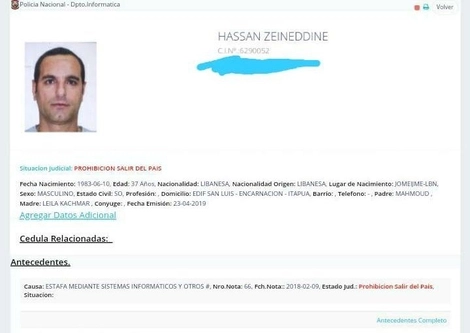 Policia Nacional - Dpto.Informatica
Volver
HASSAN ZEINEDDINE
C.I.Nº. 6290052
Situacion Judicial: PROHIBICION SALIR DEL PAIS
Fecha Nacimiento: 1983-06-10, Edad: 37 Años, Nacionalidad: LIBANESA, Nacionalidad Origen: LIBANESA, Lugar de Nacimiento: JOMEIJME-LBN,
Sexo: MASCULINO, Estado Civil: SO, Profesión: , Domicilio: EDIF SAN LUIS - ENCARNACION - ITAPUA, Barrio: , Telefono: - , Padre: MAHMOUD ,
Madre: LEILA KACHMAR , Conyuge: , Fecha Emisión: 23-04-2019
Agregar Datos Adicional
Cedula Relacionadas:
Antecedentes.
Causa: ESTAFA MEDIANTE SISTEMAS INFORMATICOS Y OTROS #, Nro.Nota: 66, Fch.Nota:: 2018-02-09, Estado Jud.: Prohibicion Salir del Pais,
Situacion:
Antecedentes Completo